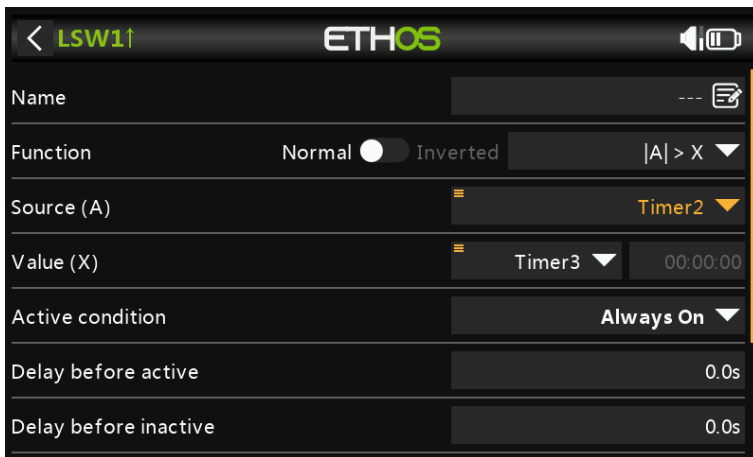 LSW1↑ ETHOS
Name ---
Function Normal Inverted |A| > X
Source (A) Timer2
Value (X) Timer3 00:00:00
Active condition Always On
Delay before active 0.0s
Delay before inactive 0.0s